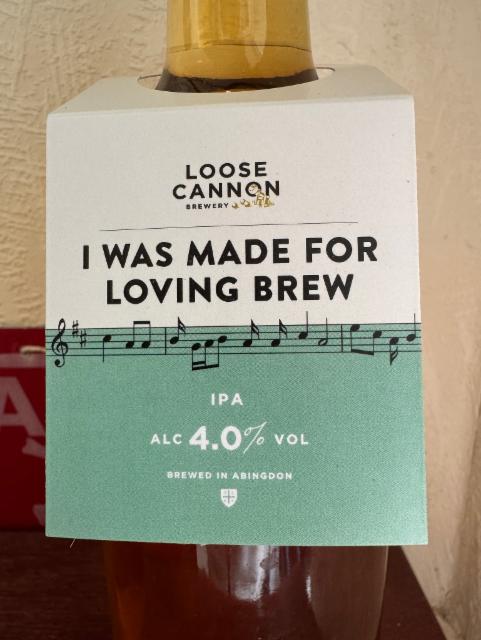 LOOSE
CANNON
BREWERY
I WAS MADE FOR
LOVING BREW
IPA
ALC 4.0% VOL
BREWED IN ABINGDON